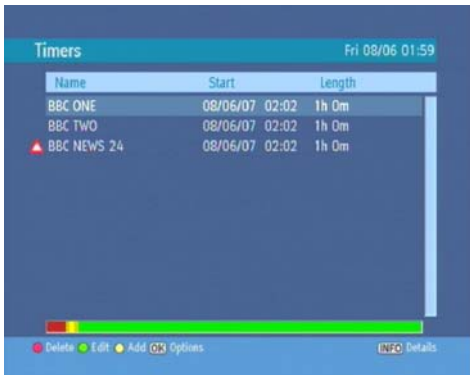 Timers Fri 08/06 01:59
Name Start Length
BBC ONE 08/06/07 02:02 1h 0m
BBC TWO 08/06/07 02:02 1h 0m
BBC NEWS 24 08/06/07 02:02 1h 0m
Delete Edit Add OK Options INFO Details